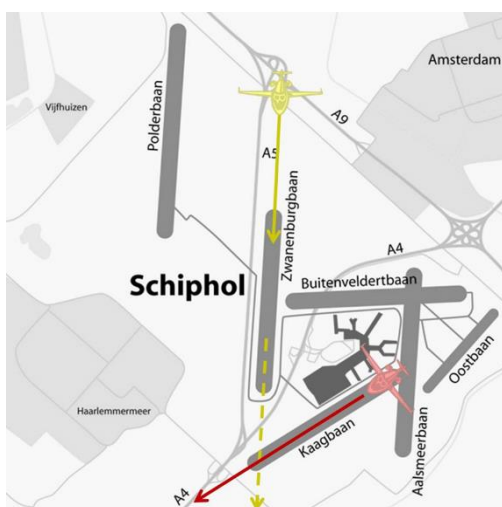 Amsterdam
Vijfhuizen
Polderbaan
A9
A5
Zwanenburgbaan
A4
Schiphol
Buitenveldertbaan
Oostbaan
Haarlemmermeer
Kaagbaan
Aalsmeerbaan
A4